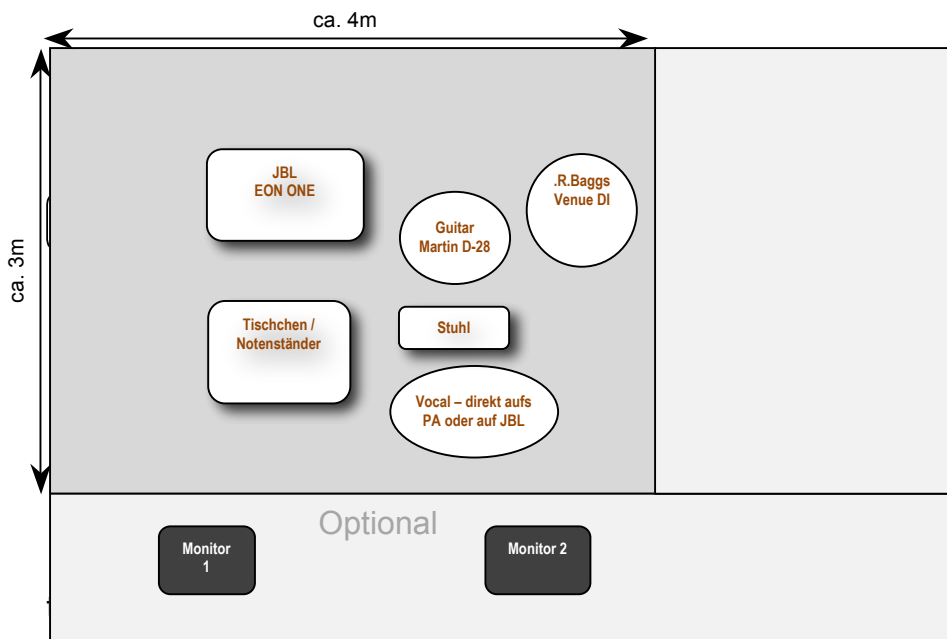 ca. 4m
ca. 3m
JBL
EON ONE
.R.Baggs
Venue DI
Guitar
Martin D-28
Tischchen /
Notenständer
Stuhl
Vocal – direkt aufs
PA oder auf JBL
Optional
Monitor
1
Monitor 2